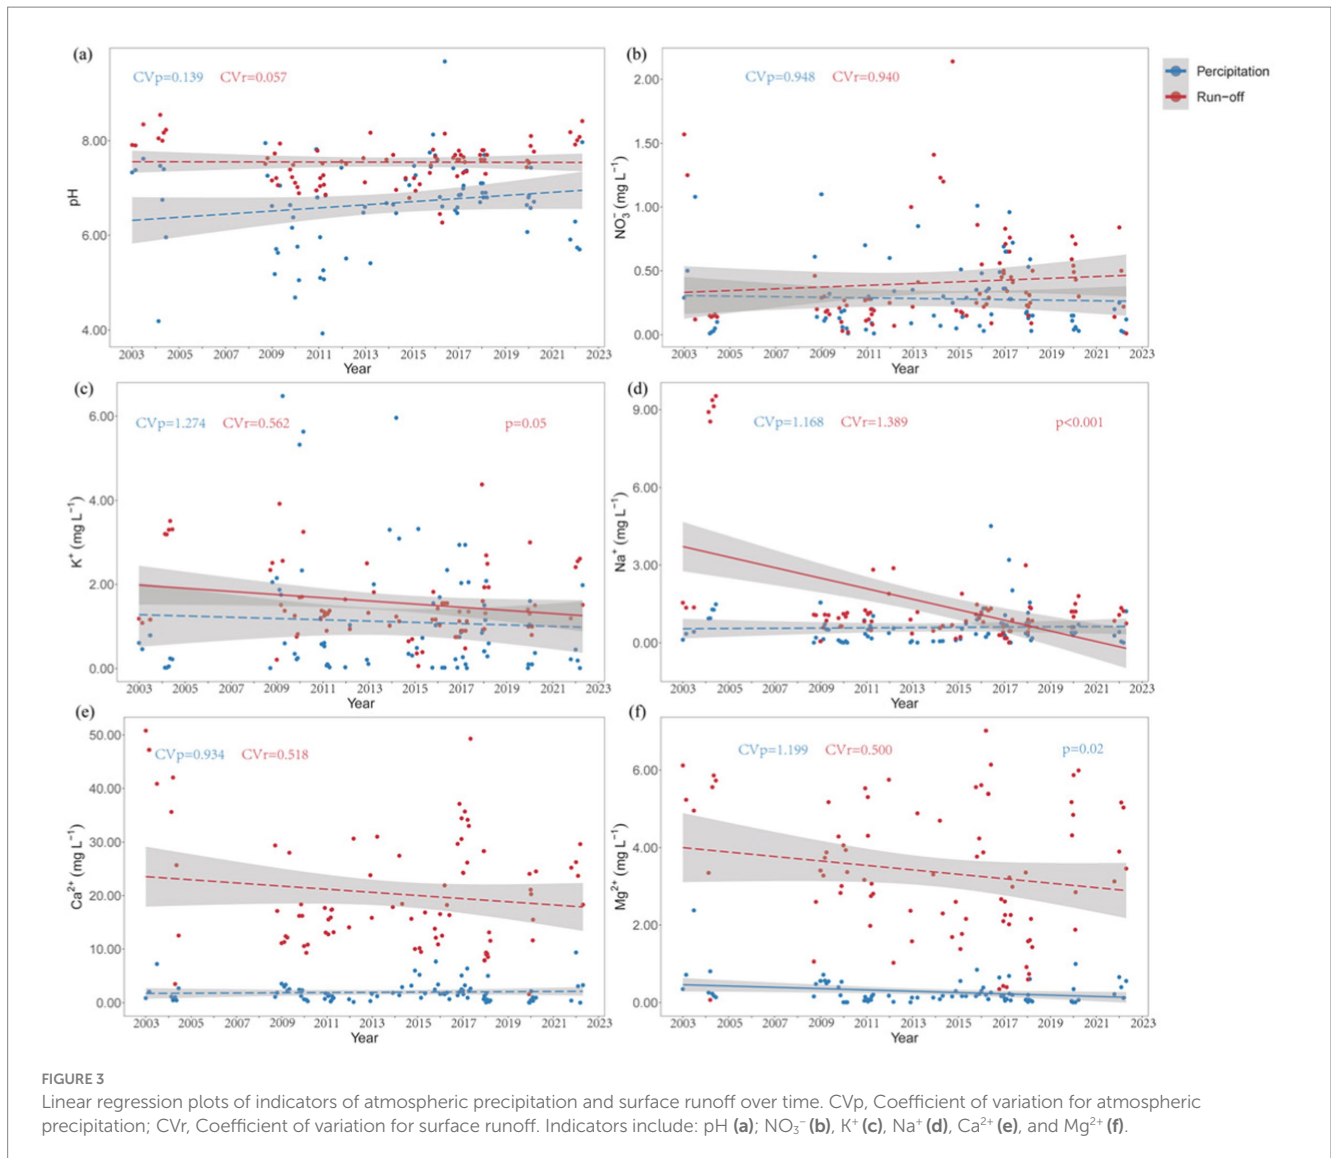 (a)
CVp=0.139 CVr=0.057
8.00
6.00
4.00
pH
2003 2005 2007 2009 2011 2013 2015 2017 2019 2021 2023
Year
(b)
CVp=0.948 CVr=0.940
2.00
1.50
1.00
0.50
0.00
NO₃⁻ (mg L⁻¹)
2003 2005 2007 2009 2011 2013 2015 2017 2019 2021 2023
Year
Percipitation
Run−off
(c)
CVp=1.274 CVr=0.562 p=0.05
6.00
4.00
2.00
0.00
K⁺ (mg L⁻¹)
2003 2005 2007 2009 2011 2013 2015 2017 2019 2021 2023
Year
(d)
CVp=1.168 CVr=1.389 p<0.001
9.00
6.00
3.00
0.00
Na⁺ (mg L⁻¹)
2003 2005 2007 2009 2011 2013 2015 2017 2019 2021 2023
Year
(e)
CVp=0.934 CVr=0.518
50.00
40.00
30.00
20.00
10.00
0.00
Ca²⁺ (mg L⁻¹)
2003 2005 2007 2009 2011 2013 2015 2017 2019 2021 2023
Year
(f)
CVp=1.199 CVr=0.500 p=0.02
6.00
4.00
2.00
0.00
Mg²⁺ (mg L⁻¹)
2003 2005 2007 2009 2011 2013 2015 2017 2019 2021 2023
Year
FIGURE 3
Linear regression plots of indicators of atmospheric precipitation and surface runoff over time. CVp, Coefficient of variation for atmospheric
precipitation; CVr, Coefficient of variation for surface runoff. Indicators include: pH (a); NO₃⁻ (b), K⁺ (c), Na⁺ (d), Ca²⁺ (e), and Mg²⁺ (f).